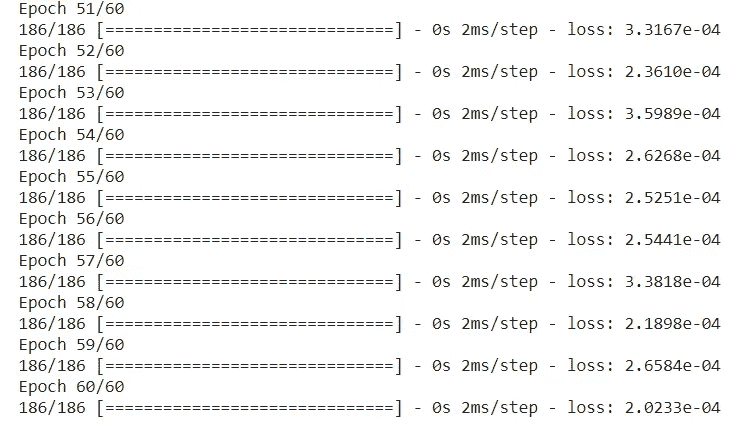 Epoch 51/60
186/186 [==============================] - 0s 2ms/step - loss: 3.3167e-04
Epoch 52/60
186/186 [==============================] - 0s 2ms/step - loss: 2.3610e-04
Epoch 53/60
186/186 [==============================] - 0s 2ms/step - loss: 3.5989e-04
Epoch 54/60
186/186 [==============================] - 0s 2ms/step - loss: 2.6268e-04
Epoch 55/60
186/186 [==============================] - 0s 2ms/step - loss: 2.5251e-04
Epoch 56/60
186/186 [==============================] - 0s 2ms/step - loss: 2.5441e-04
Epoch 57/60
186/186 [==============================] - 0s 2ms/step - loss: 3.3818e-04
Epoch 58/60
186/186 [==============================] - 0s 2ms/step - loss: 2.1898e-04
Epoch 59/60
186/186 [==============================] - 0s 2ms/step - loss: 2.6584e-04
Epoch 60/60
186/186 [==============================] - 0s 2ms/step - loss: 2.0233e-04